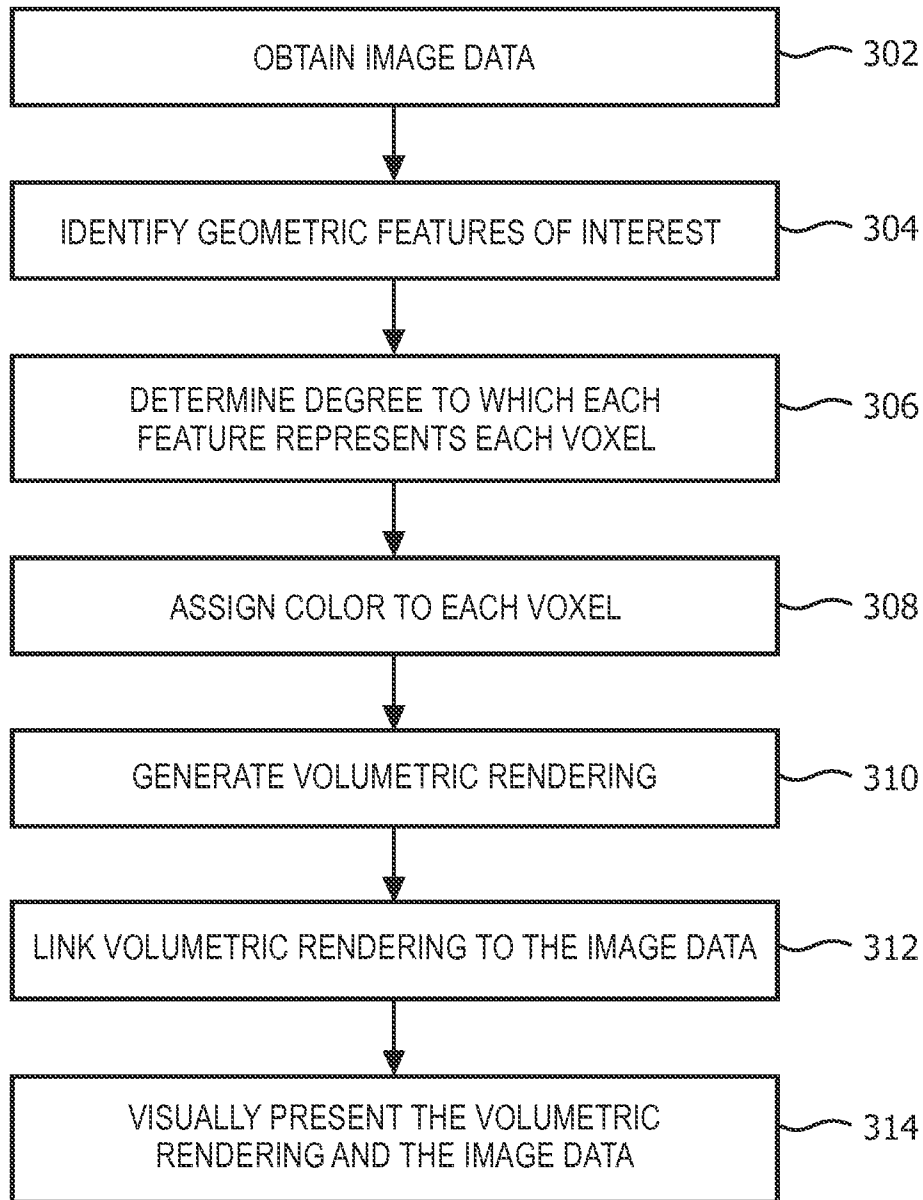 OBTAIN IMAGE DATA
302
IDENTIFY GEOMETRIC FEATURES OF INTEREST
304
DETERMINE DEGREE TO WHICH EACH
FEATURE REPRESENTS EACH VOXEL
306
ASSIGN COLOR TO EACH VOXEL
308
GENERATE VOLUMETRIC RENDERING
310
LINK VOLUMETRIC RENDERING TO THE IMAGE DATA
312
VISUALLY PRESENT THE VOLUMETRIC
RENDERING AND THE IMAGE DATA
314